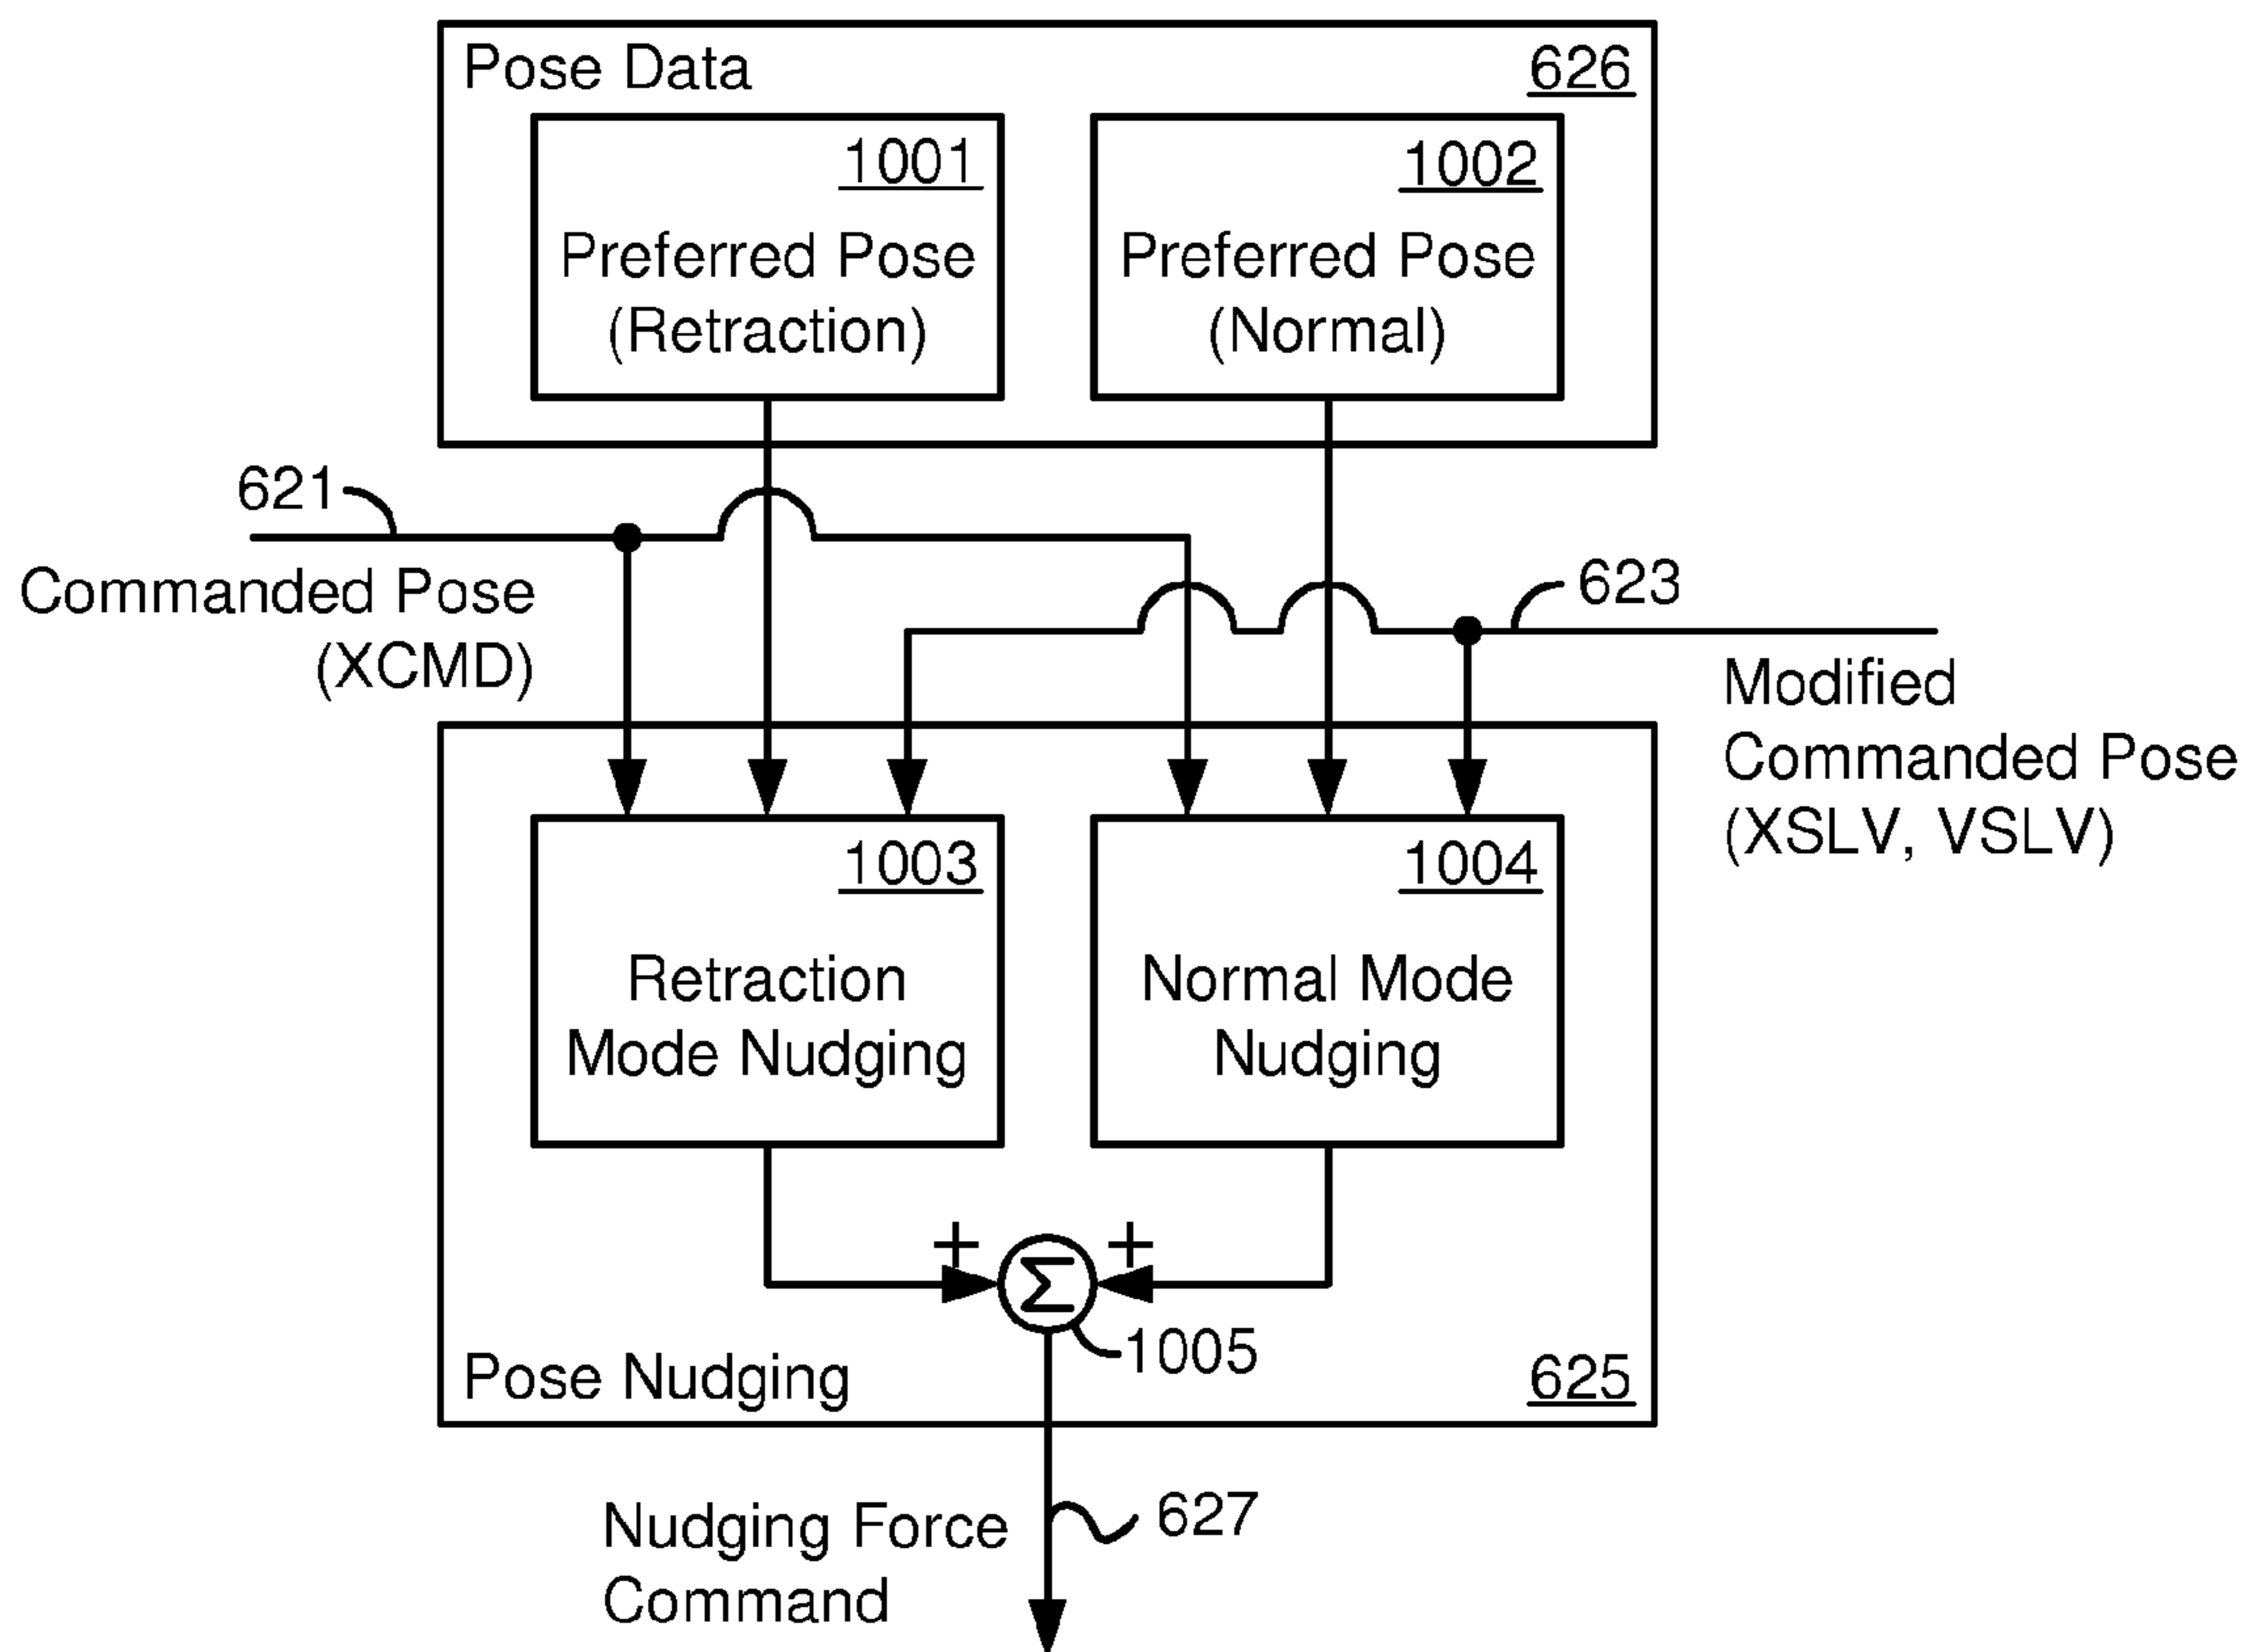 Pose Data
626
1001
Preferred Pose
(Retraction)
1002
Preferred Pose
(Normal)
621
Commanded Pose
(XCMD)
623
Modified
Commanded Pose
(XSLV, VSLV)
1003
Retraction
Mode Nudging
1004
Normal Mode
Nudging
+
Σ
+
1005
Pose Nudging
625
Nudging Force
Command
627